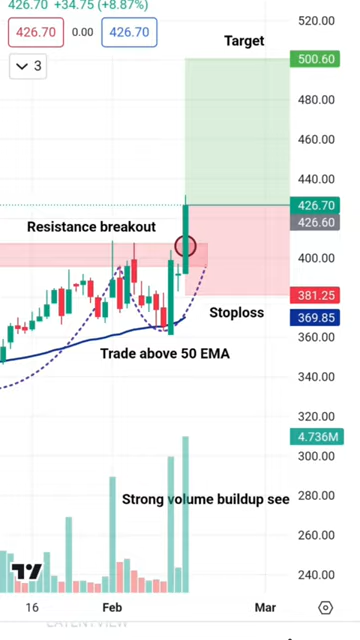 426.70 +34.75 (+8.87%)
426.70 0.00 426.70
520.00
Target
3
500.60
480.00
460.00
440.00
426.70
426.60
Resistance breakout
400.00
381.25
Stoploss
369.85
360.00
Trade above 50 EMA
340.00
320.00
4.736M
300.00
Strong volume buildup see
280.00
260.00
240.00
16 Feb Mar
LATENTVIEW